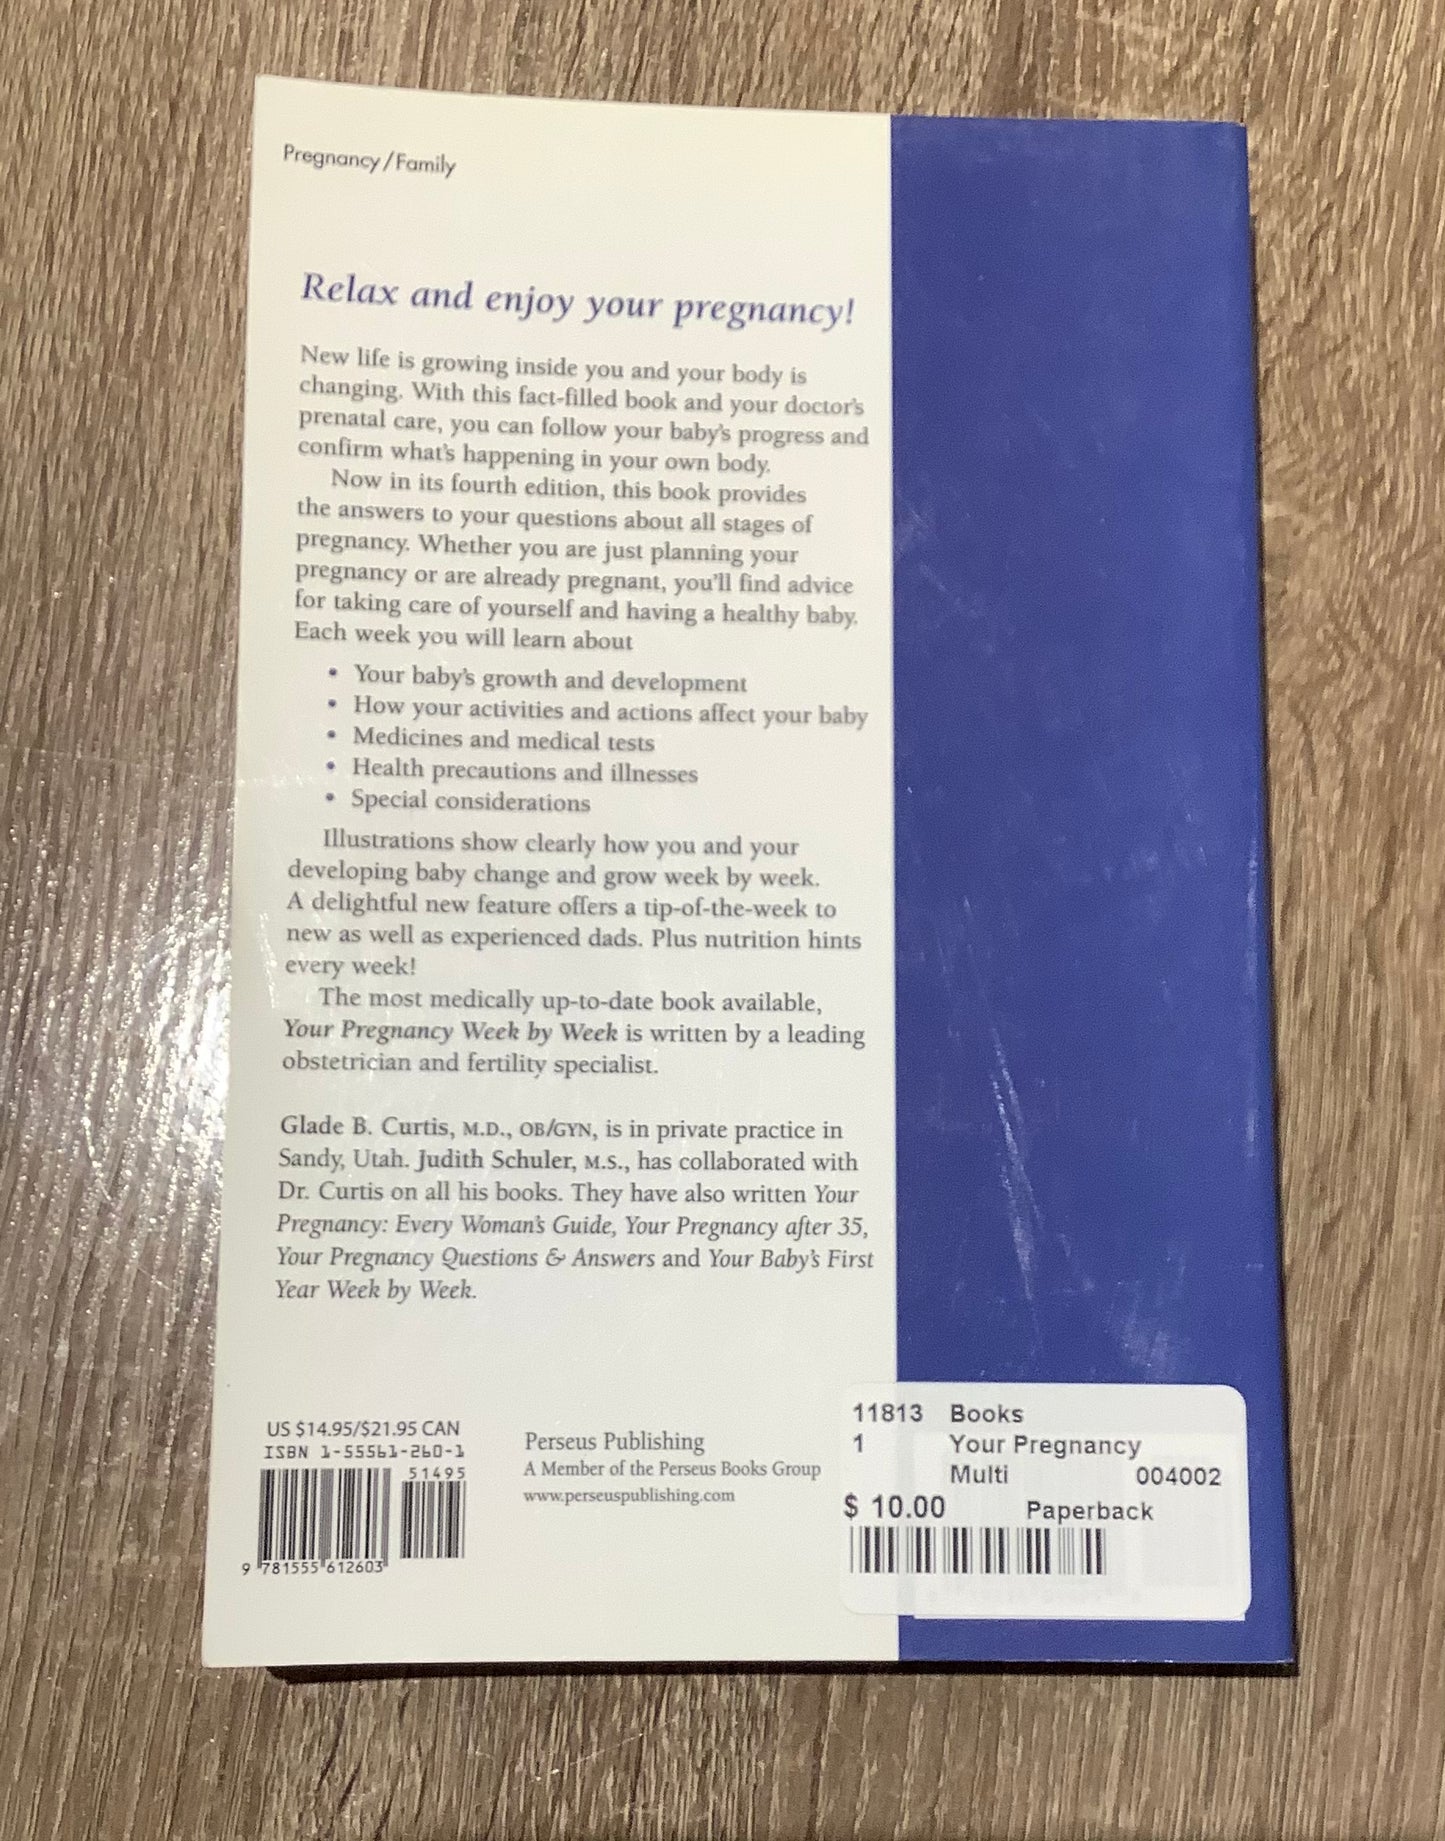 Pregnancy/Family
Relax and enjoy your pregnancy!
New life is growing inside you and your body is
changing. With this fact-filled book and your doctor's
prenatal care, you can follow your baby's progress and
confirm what's happening in your own body.
Now in its fourth edition, this book provides
the answers to your questions about all stages of
pregnancy. Whether you are just planning your
pregnancy or are already pregnant, you'll find advice
for taking care of yourself and having a healthy baby.
Each week you will learn about
• Your baby's growth and development
• How your activities and actions affect your baby
• Medicines and medical tests
• Health precautions and illnesses
• Special considerations
Illustrations show clearly how you and your
developing baby change and grow week by week.
A delightful new feature offers a tip-of-the-week to
new as well as experienced dads. Plus nutrition hints
every week!
The most medically up-to-date book available,
Your Pregnancy Week by Week is written by a leading
obstetrician and fertility specialist.
Glade B. Curtis, M.D., OB/GYN, is in private practice in
Sandy, Utah. Judith Schuler, M.S., has collaborated with
Dr. Curtis on all his books. They have also written Your
Pregnancy: Every Woman's Guide, Your Pregnancy after 35,
Your Pregnancy Questions & Answers and Your Baby's First
Year Week by Week.
US $14.95/$21.95 CAN
ISBN 1-55561-260-1
51495
9 781555 612603
Perseus Publishing
A Member of the Perseus Books Group
www.perseuspublishing.com
11813 Books
1 Your Pregnancy
Multi 004002
$ 10.00 Paperback